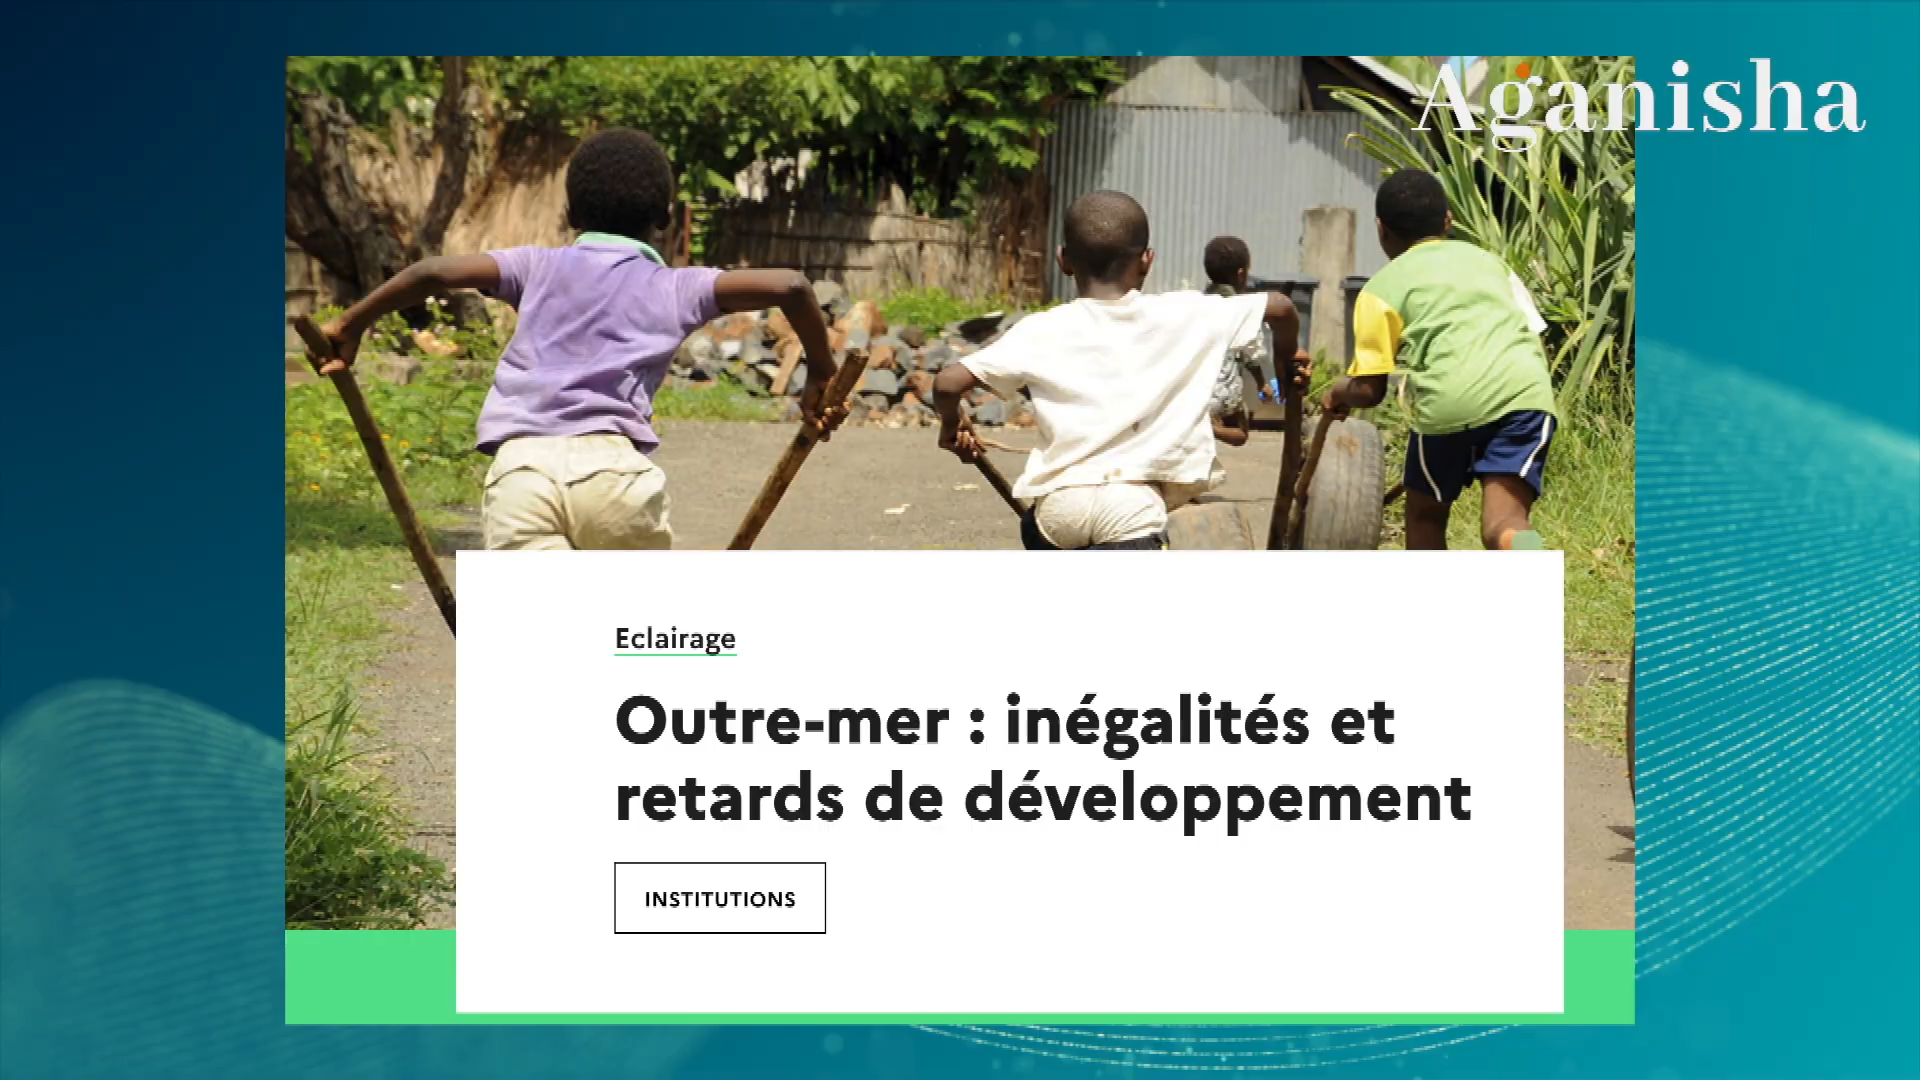 Aganisha
Eclairage
Outre-mer : inégalités et
retards de développement
INSTITUTIONS